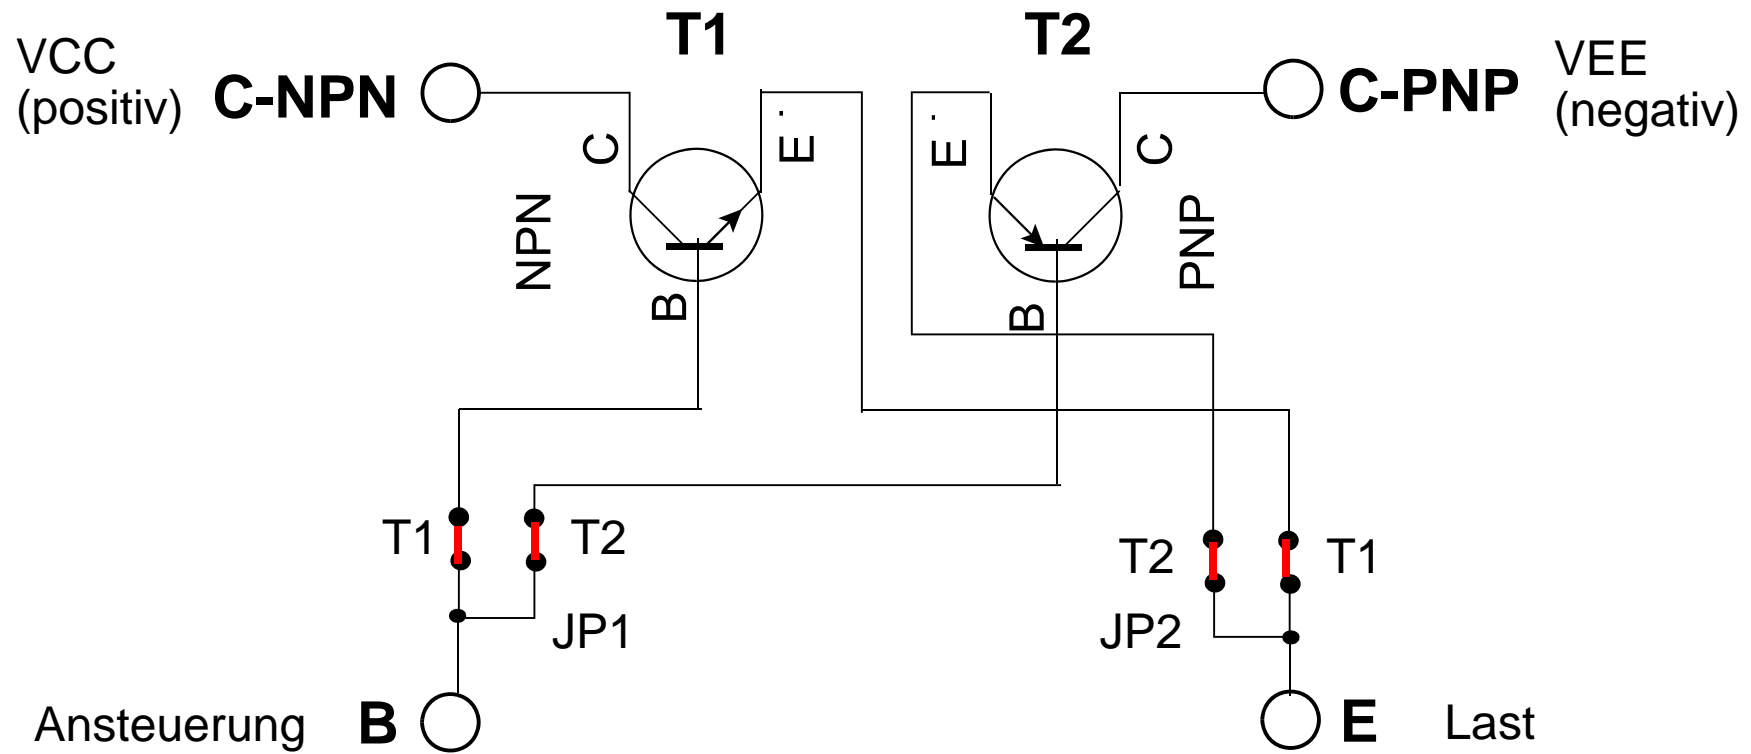 T1
T2
VCC
(positiv)
C-NPN
C-PNP
VEE
(negativ)
C
E
E
C
NPN
PNP
B
B
T1
T2
T2
T1
JP1
JP2
Ansteuerung
B
E
Last